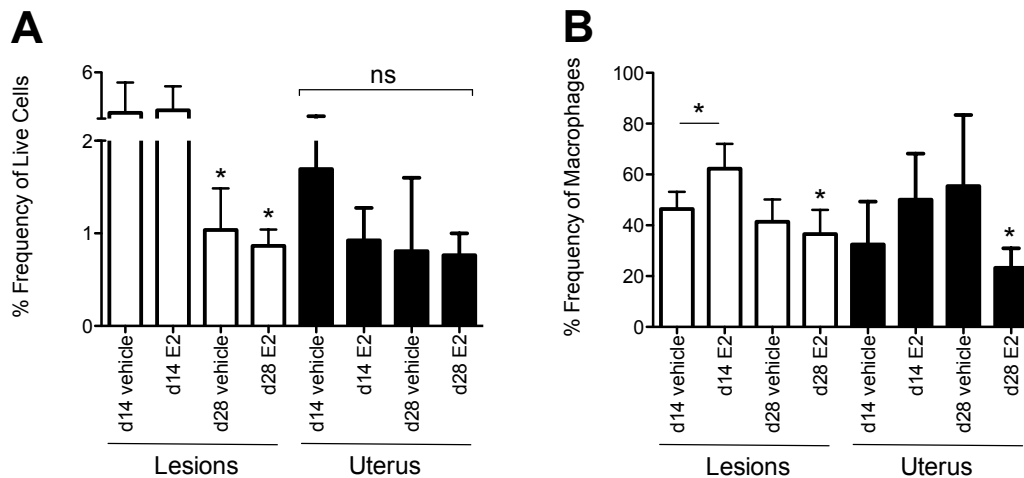 A
% Frequency of Live Cells
6
2
1
0
ns
*
*
d14 vehicle
d14 E2
d28 vehicle
d28 E2
d14 vehicle
d14 E2
d28 vehicle
d28 E2
Lesions
Uterus
B
% Frequency of Macrophages
100
80
60
40
20
0
*
*
*
d14 vehicle
d14 E2
d28 vehicle
d28 E2
d14 vehicle
d14 E2
d28 vehicle
d28 E2
Lesions
Uterus